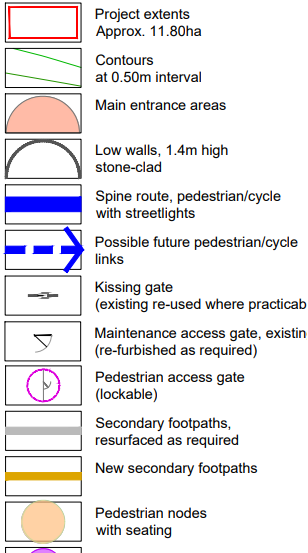 Project extents
Approx. 11.80ha
Contours
at 0.50m interval
Main entrance areas
Low walls, 1.4m high
stone-clad
Spine route, pedestrian/cycle
with streetlights
Possible future pedestrian/cycle
links
Kissing gate
(existing re-used where practicab
Maintenance access gate, existin
(re-furbished as required)
Pedestrian access gate
(lockable)
Secondary footpaths,
resurfaced as required
New secondary footpaths
Pedestrian nodes
with seating